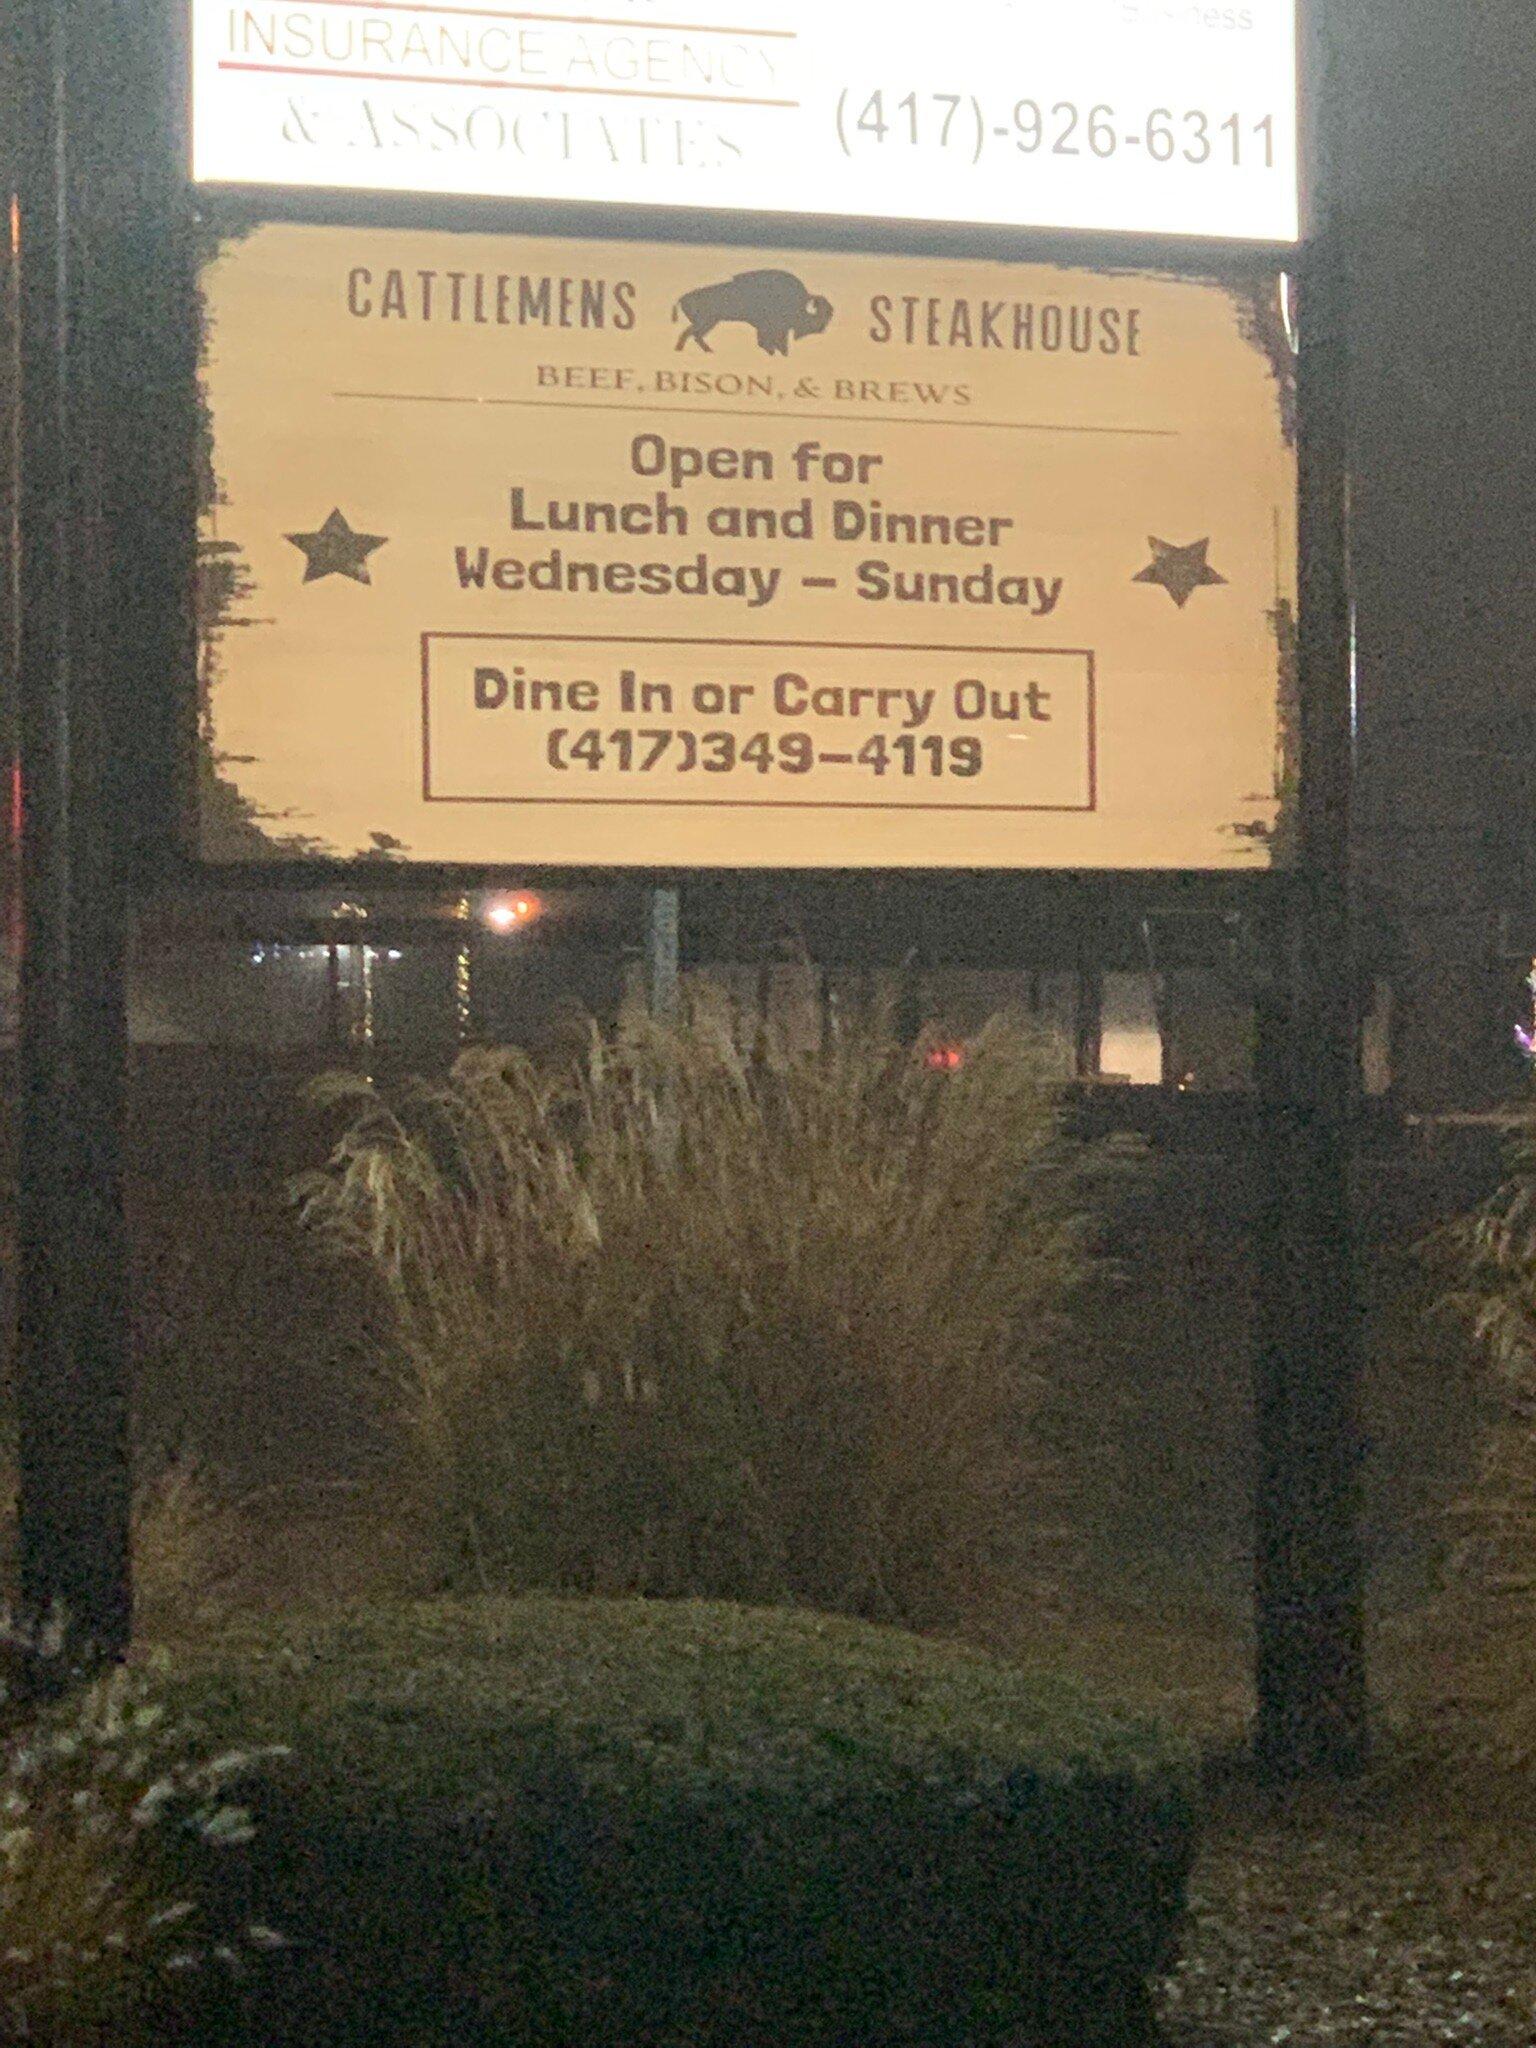 INSURANCE AGENCY
& ASSOCIATES
(417)-926-6311
CATTLEMENS STEAKHOUSE
BEEF, BISON, & BREWS
Open for
Lunch and Dinner
Wednesday – Sunday
Dine In or Carry Out
(417)349–4119